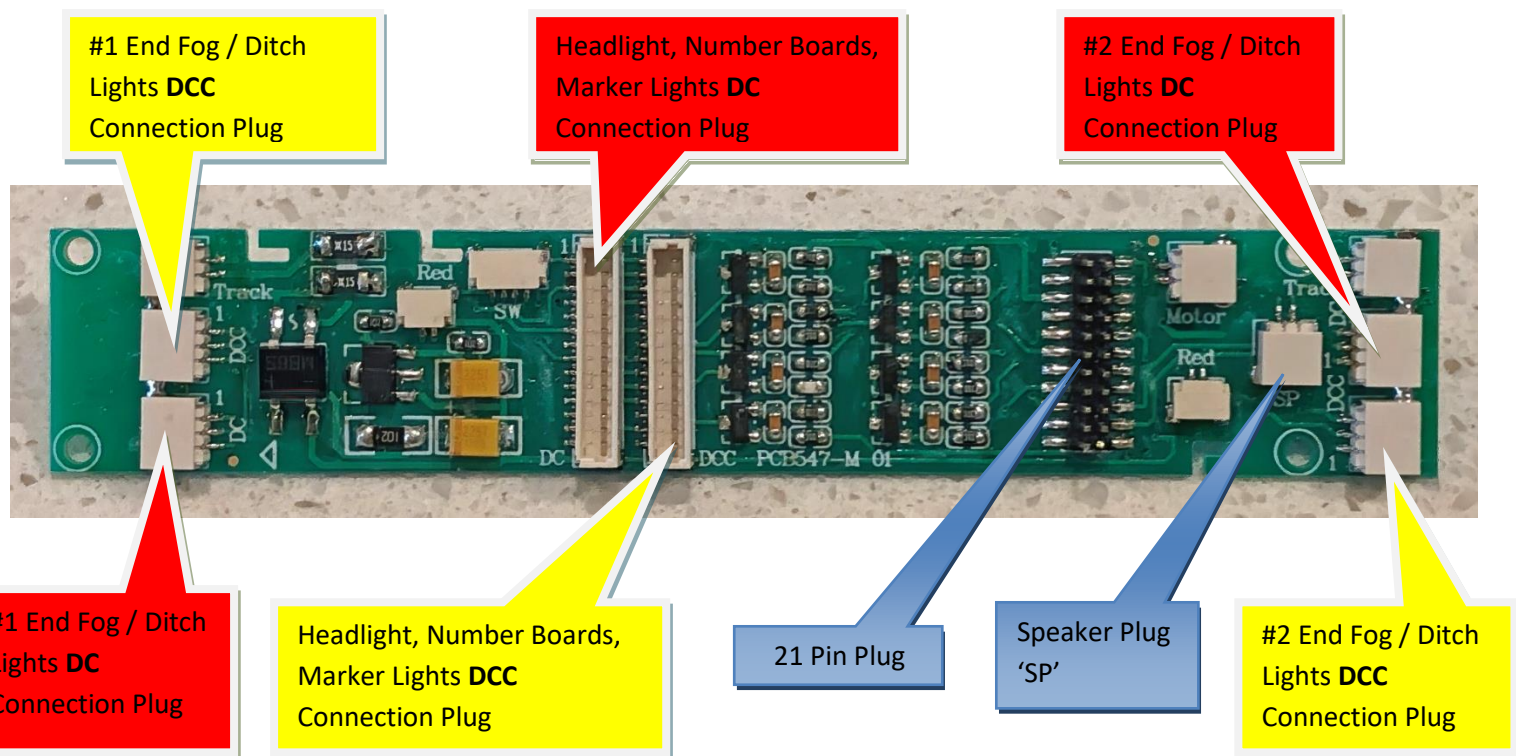 #1 End Fog / Ditch
Lights DCC
Connection Plug
Headlight, Number Boards,
Marker Lights DC
Connection Plug
#2 End Fog / Ditch
Lights DC
Connection Plug
Track
1
DCC
1
DC
Red
SW
1
1
DC
DCC PCB547-M 01
MB6S
Motor
Red
SP
Trac
DC
1
DCC
1
#1 End Fog / Ditch
Lights DC
Connection Plug
Headlight, Number Boards,
Marker Lights DCC
Connection Plug
21 Pin Plug
Speaker Plug
‘SP’
#2 End Fog / Ditch
Lights DCC
Connection Plug